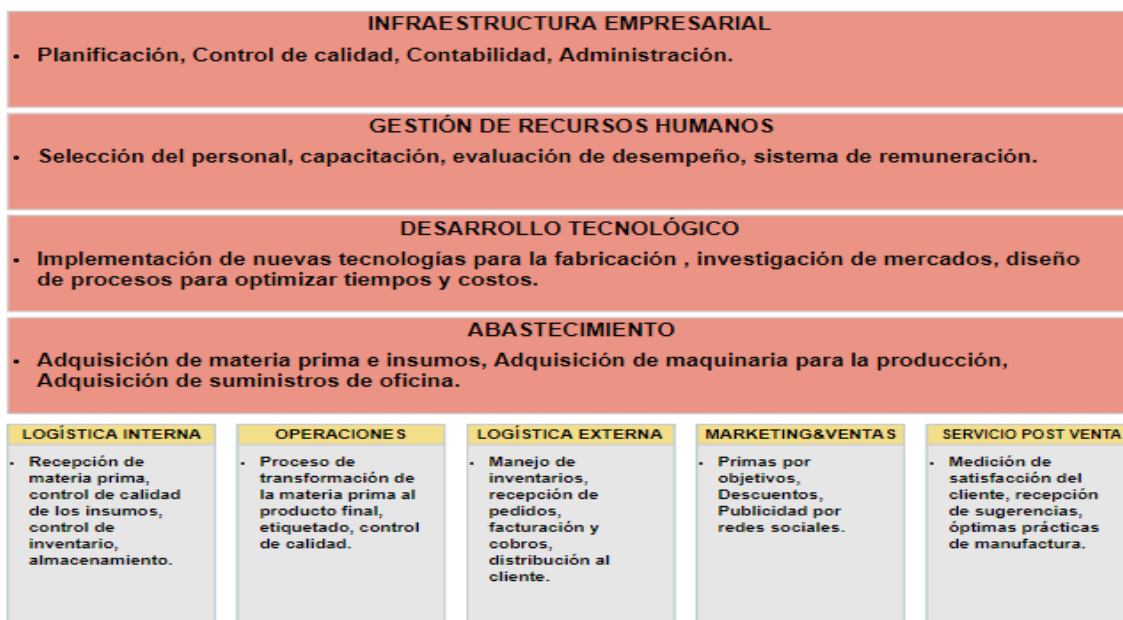 INFRAESTRUCTURA EMPRESARIAL
• Planificación, Control de calidad, Contabilidad, Administración.
GESTIÓN DE RECURSOS HUMANOS
• Selección del personal, capacitación, evaluación de desempeño, sistema de remuneración.
DESARROLLO TECNOLÓGICO
• Implementación de nuevas tecnologías para la fabricación , investigación de mercados, diseño
de procesos para optimizar tiempos y costos.
ABASTECIMIENTO
• Adquisición de materia prima e insumos, Adquisición de maquinaria para la producción,
Adquisición de suministros de oficina.
LOGÍSTICA INTERNA
• Recepción de
materia prima,
control de calidad
de los insumos,
control de
inventario,
almacenamiento.
OPERACIONES
• Proceso de
transformación de
la materia prima al
producto final,
etiquetado, control
de calidad.
LOGÍSTICA EXTERNA
• Manejo de
inventarios,
recepción de
pedidos,
facturación y
cobros,
distribución al
cliente.
MARKETING&VENTAS
• Primas por
objetivos,
Descuentos,
Publicidad por
redes sociales.
SERVICIO POST VENTA
• Medición de
satisfacción del
cliente, recepción
de sugerencias,
óptimas prácticas
de manufactura.